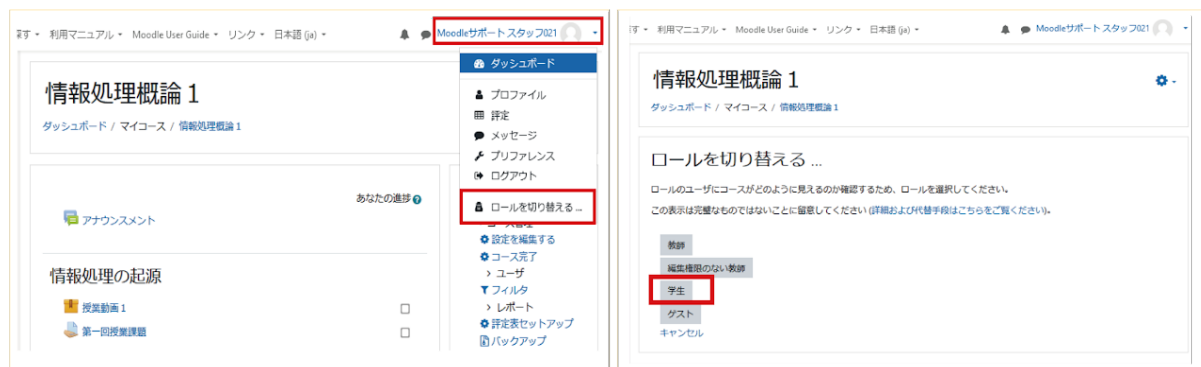 利用マニュアル Moodle User Guide リンク 日本語 (ja) Moodleサポート スタッフ021
ダッシュボード
プロファイル
評定
メッセージ
プリファレンス
ログアウト
ロールを切り替える ...
情報処理概論 1
ダッシュボード / マイコース / 情報処理概論 1
あなたの進捗
アナウンスメント
情報処理の起源
授業動画 1
第一回授業課題
設定を編集する
コース完了
ユーザ
フィルタ
レポート
評定表セットアップ
バックアップ
利用マニュアル Moodle User Guide リンク 日本語 (ja) Moodleサポート スタッフ021
情報処理概論 1
ダッシュボード / マイコース / 情報処理概論 1
ロールを切り替える ...
ロールのユーザにコースがどのように見えるのか確認するため、ロールを選択してください。
この表示は完璧なものではないことに留意してください (詳細および代替手段はこちらをご覧ください)。
教師
編集権限のない教師
学生
ゲスト
キャンセル